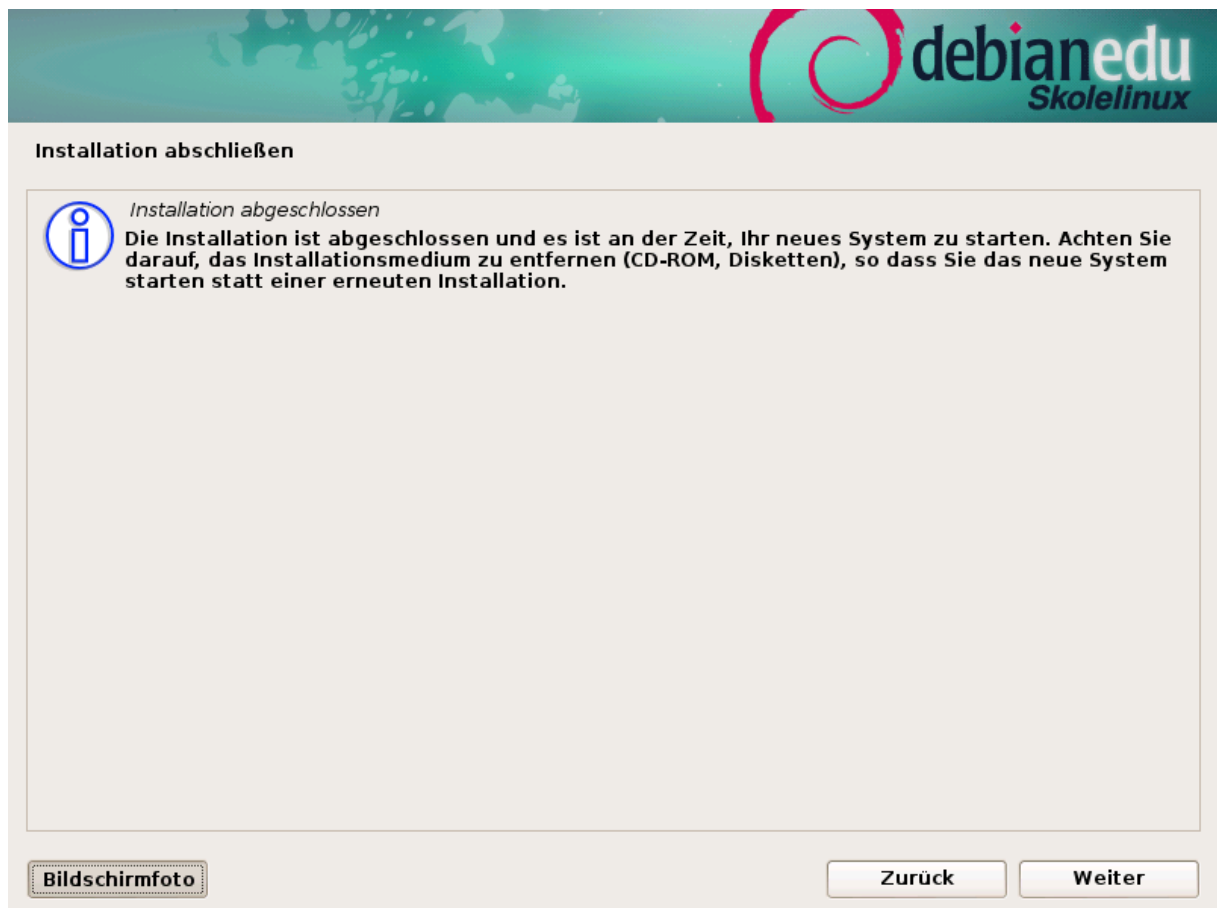 debianedu
Skolelinux
Installation abschließen
Installation abgeschlossen
Die Installation ist abgeschlossen und es ist an der Zeit, Ihr neues System zu starten. Achten Sie
darauf, das Installationsmedium zu entfernen (CD-ROM, Disketten), so dass Sie das neue System
starten statt einer erneuten Installation.
Bildschirmfoto
Zurück
Weiter